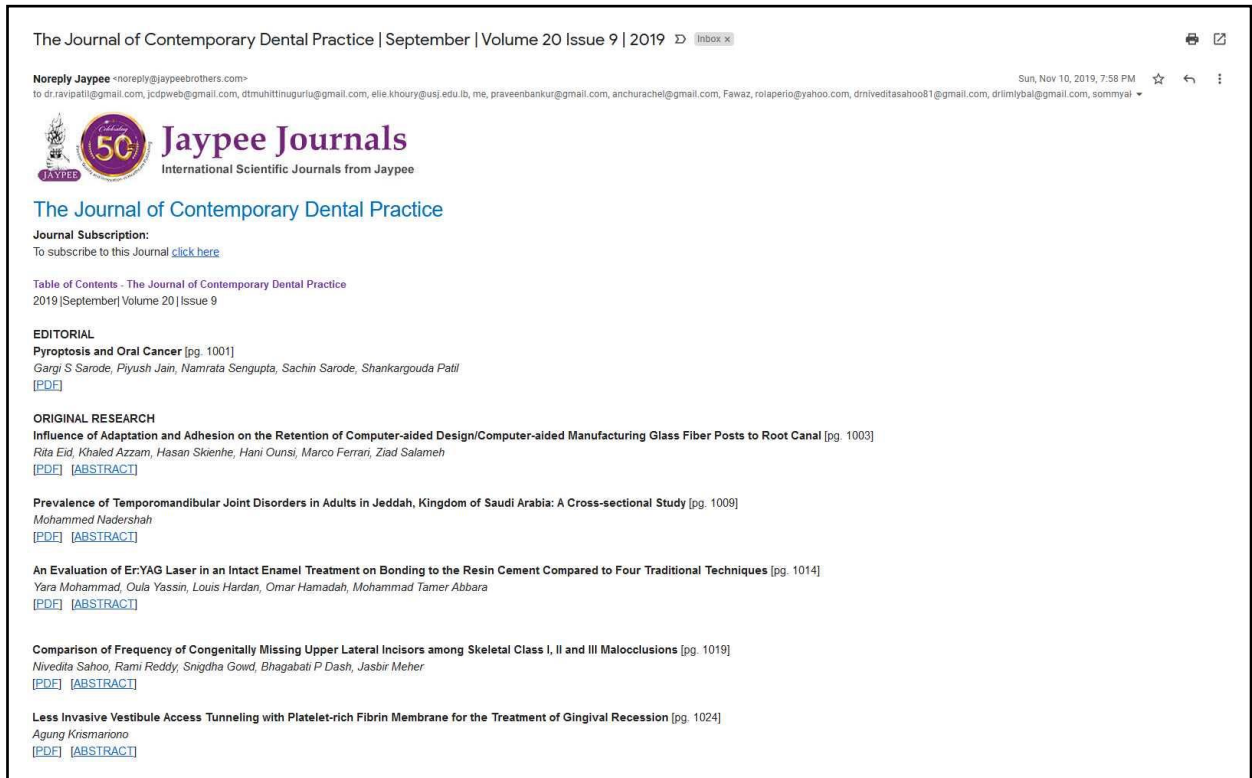 The Journal of Contemporary Dental Practice | September | Volume 20 Issue 9 | 2019 Inbox x
Noreply Jaypee <noreply@jaypeebrothers.com> Sun, Nov 10, 2019, 7:58 PM
to dr.ravipatil@gmail.com, jcdpweb@gmail.com, dtmuhittinugurlu@gmail.com, elie.khoury@usj.edu.lb, me, praveenbankur@gmail.com, anchurachel@gmail.com, Fawaz, rolaperio@yahoo.com, drniveditasahoo81@gmail.com, drlimlybal@gmail.com,
Celebrating
50
JAYPEE
Jaypee Journals
International Scientific Journals from Jaypee
The Journal of Contemporary Dental Practice
Journal Subscription:
To subscribe to this Journal click here
Table of Contents - The Journal of Contemporary Dental Practice
2019 |September| Volume 20 | Issue 9
EDITORIAL
Pyroptosis and Oral Cancer [pg. 1001]
Gargi S Sarode, Piyush Jain, Namrata Sengupta, Sachin Sarode, Shankargouda Patil
[PDF]
ORIGINAL RESEARCH
Influence of Adaptation and Adhesion on the Retention of Computer-aided Design/Computer-aided Manufacturing Glass Fiber Posts to Root Canal [pg. 1003]
Rita Eid, Khaled Azzam, Hasan Skienhe, Hani Ounsi, Marco Ferrari, Ziad Salameh
[PDF] [ABSTRACT]
Prevalence of Temporomandibular Joint Disorders in Adults in Jeddah, Kingdom of Saudi Arabia: A Cross-sectional Study [pg. 1009]
Mohammed Nadershah
[PDF] [ABSTRACT]
An Evaluation of Er:YAG Laser in an Intact Enamel Treatment on Bonding to the Resin Cement Compared to Four Traditional Techniques [pg. 1014]
Yara Mohammad, Oula Yassin, Louis Hardan, Omar Hamadah, Mohammad Tamer Abbara
[PDF] [ABSTRACT]
Comparison of Frequency of Congenitally Missing Upper Lateral Incisors among Skeletal Class I, II and III Malocclusions [pg. 1019]
Nivedita Sahoo, Rami Reddy, Snigdha Gowd, Bhagabati P Dash, Jasbir Meher
[PDF] [ABSTRACT]
Less Invasive Vestibule Access Tunneling with Platelet-rich Fibrin Membrane for the Treatment of Gingival Recession [pg. 1024]
Agung Krismariono
[PDF] [ABSTRACT]